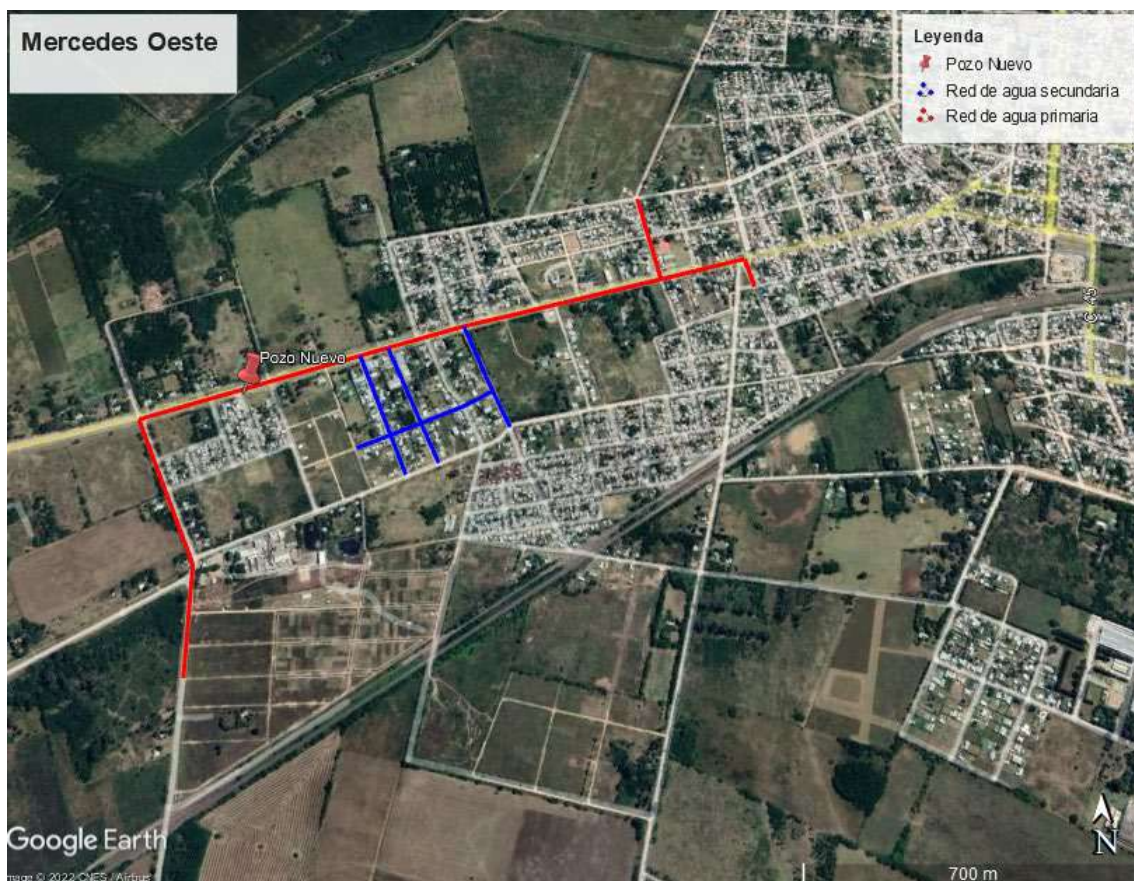 Mercedes Oeste
Leyenda
Pozo Nuevo
Red de agua secundaria
Red de agua primaria
Pozo Nuevo
Google Earth
N
700 m